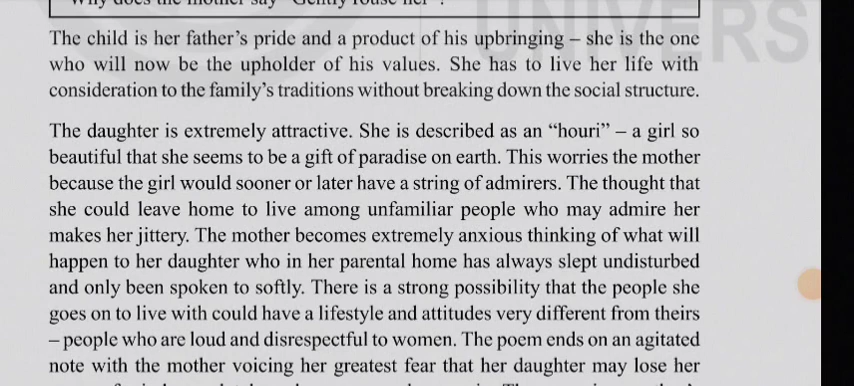 Why does the mother say "Gently rouse her"?
The child is her father's pride and a product of his upbringing – she is the one
who will now be the upholder of his values. She has to live her life with
consideration to the family's traditions without breaking down the social structure.
The daughter is extremely attractive. She is described as an “houri” – a girl so
beautiful that she seems to be a gift of paradise on earth. This worries the mother
because the girl would sooner or later have a string of admirers. The thought that
she could leave home to live among unfamiliar people who may admire her
makes her jittery. The mother becomes extremely anxious thinking of what will
happen to her daughter who in her parental home has always slept undisturbed
and only been spoken to softly. There is a strong possibility that the people she
goes on to live with could have a lifestyle and attitudes very different from theirs
– people who are loud and disrespectful to women. The poem ends on an agitated
note with the mother voicing her greatest fear that her daughter may lose her